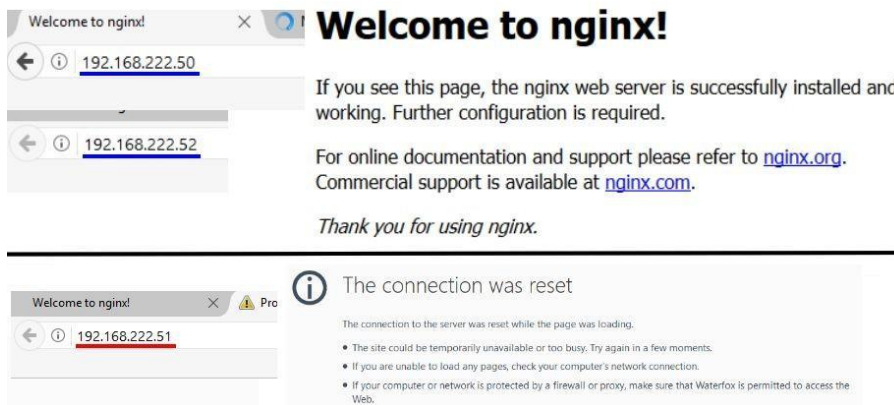 Welcome to nginx!
192.168.222.50
192.168.222.52
Welcome to nginx!
If you see this page, the nginx web server is successfully installed and
working. Further configuration is required.
For online documentation and support please refer to nginx.org.
Commercial support is available at nginx.com.
Thank you for using nginx.
Welcome to nginx!
Pro
192.168.222.51
The connection was reset
The connection to the server was reset while the page was loading.
The site could be temporarily unavailable or too busy. Try again in a few moments.
If you are unable to load any pages, check your computer's network connection.
If your computer or network is protected by a firewall or proxy, make sure that Waterfox is permitted to access the
Web.